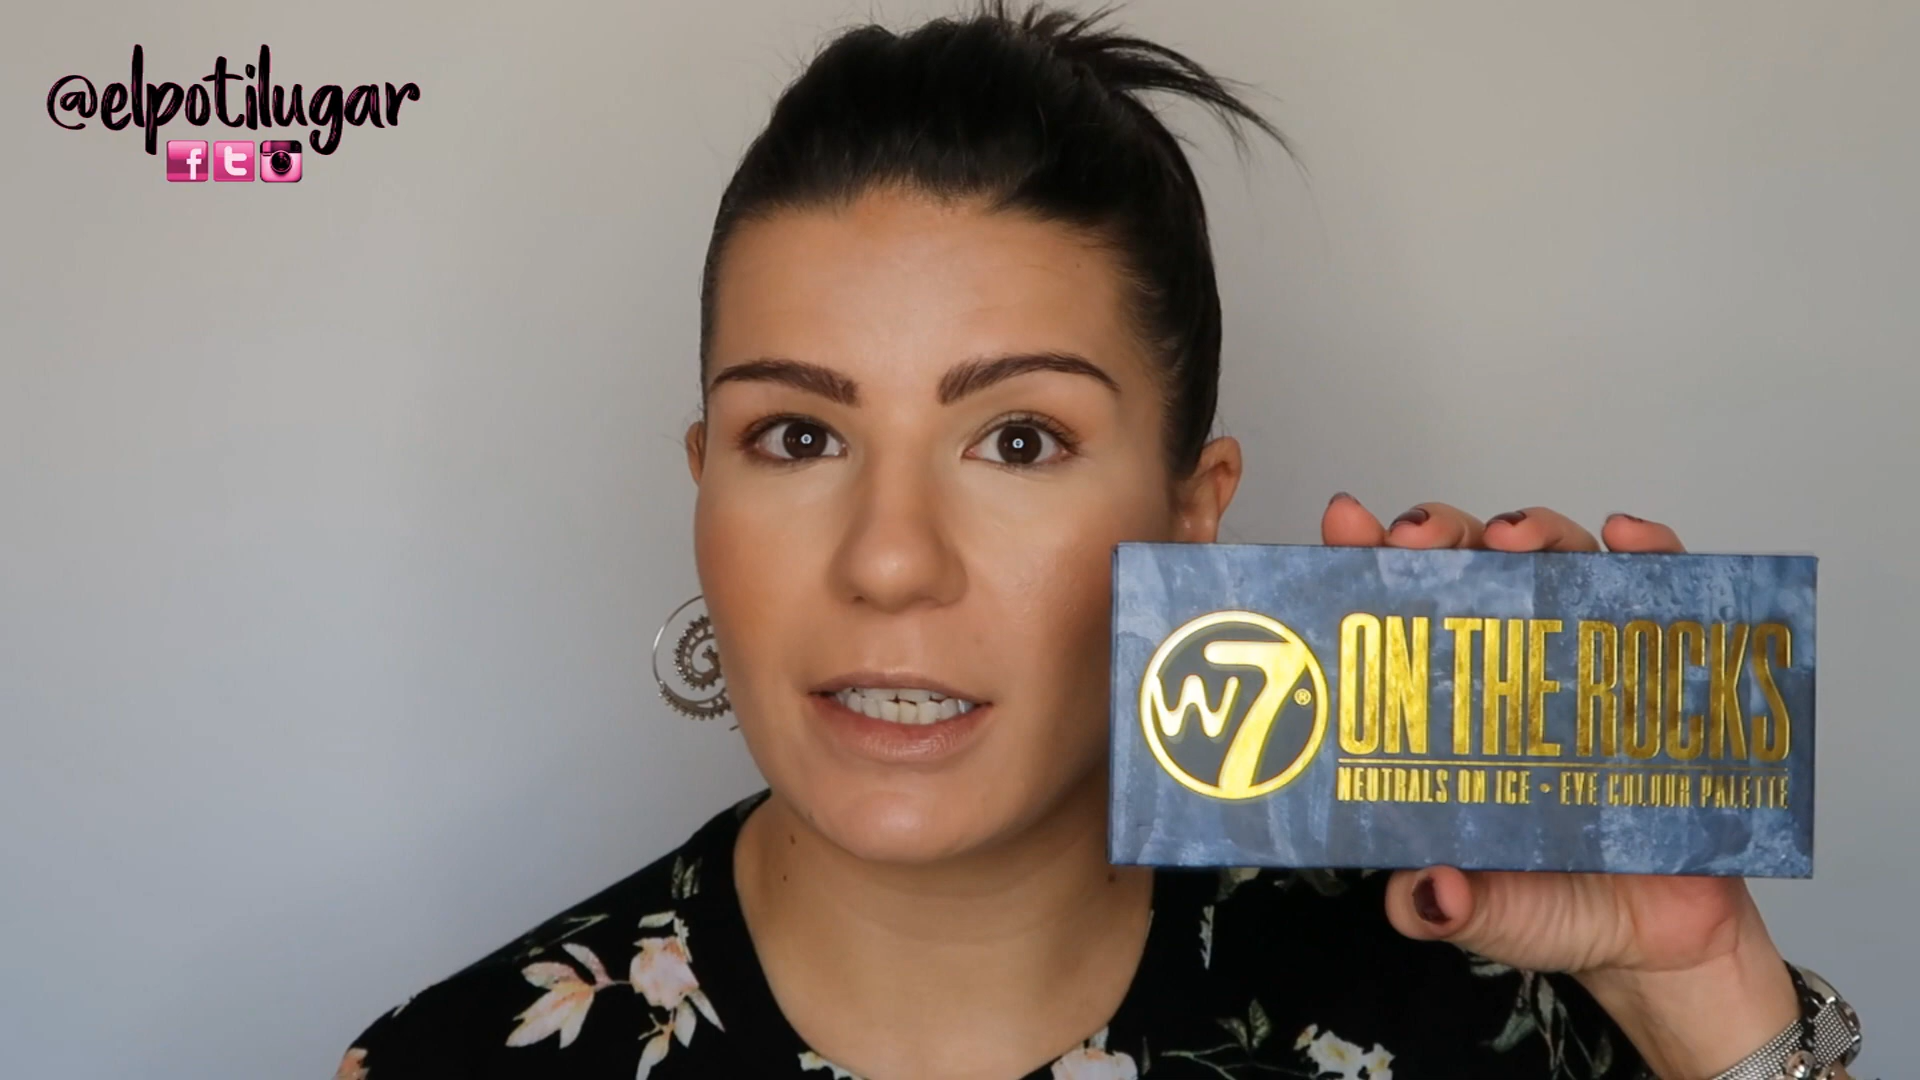 @elpotilugar
W7® ON THE ROCKS
NEUTRALS ON ICE • EYE COLOUR PALETTE